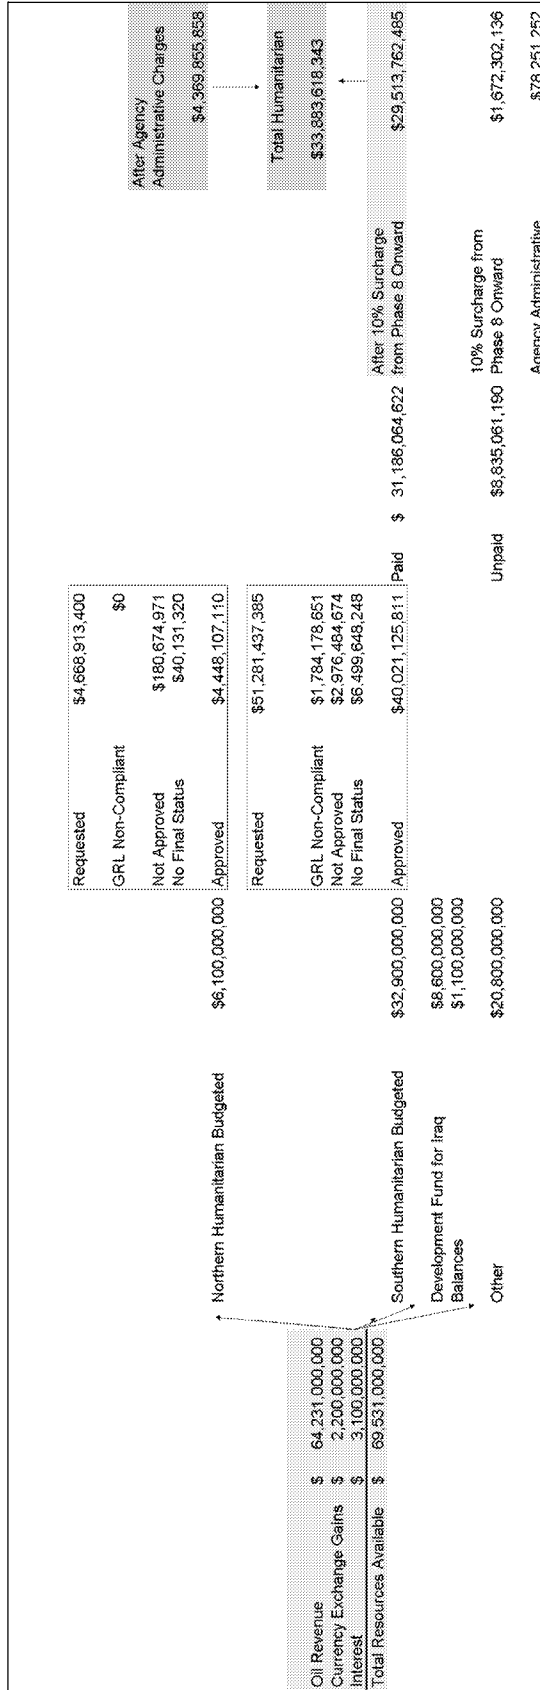 Oil Revenue $ 64,231,000,000
Currency Exchange Gains $ 2,200,000,000
Interest $ 3,100,000,000
Total Resources Available $ 69,531,000,000
Northern Humanitarian Budgeted $6,100,000,000
Southern Humanitarian Budgeted $32,900,000,000
Development Fund for Iraq $8,600,000,000
Balances $1,100,000,000
Other $20,800,000,000
Requested $4,668,913,400
GRL Non-Compliant $0
Not Approved $180,674,971
No Final Status $40,131,320
Approved $4,448,107,110
Requested $51,281,437,385
GRL Non-Compliant $1,784,178,651
Not Approved $2,976,484,674
No Final Status $6,499,648,248
Approved $40,021,125,811
Paid $ 31,186,064,622
Unpaid $8,835,061,190
After Agency
Administrative Charges
$4,369,855,858
Total Humanitarian
$33,883,618,343
After 10% Surcharge
from Phase 8 Onward $29,513,762,485
10% Surcharge from
Phase 8 Onward $1,672,302,136
Agency Administrative $78,251,252